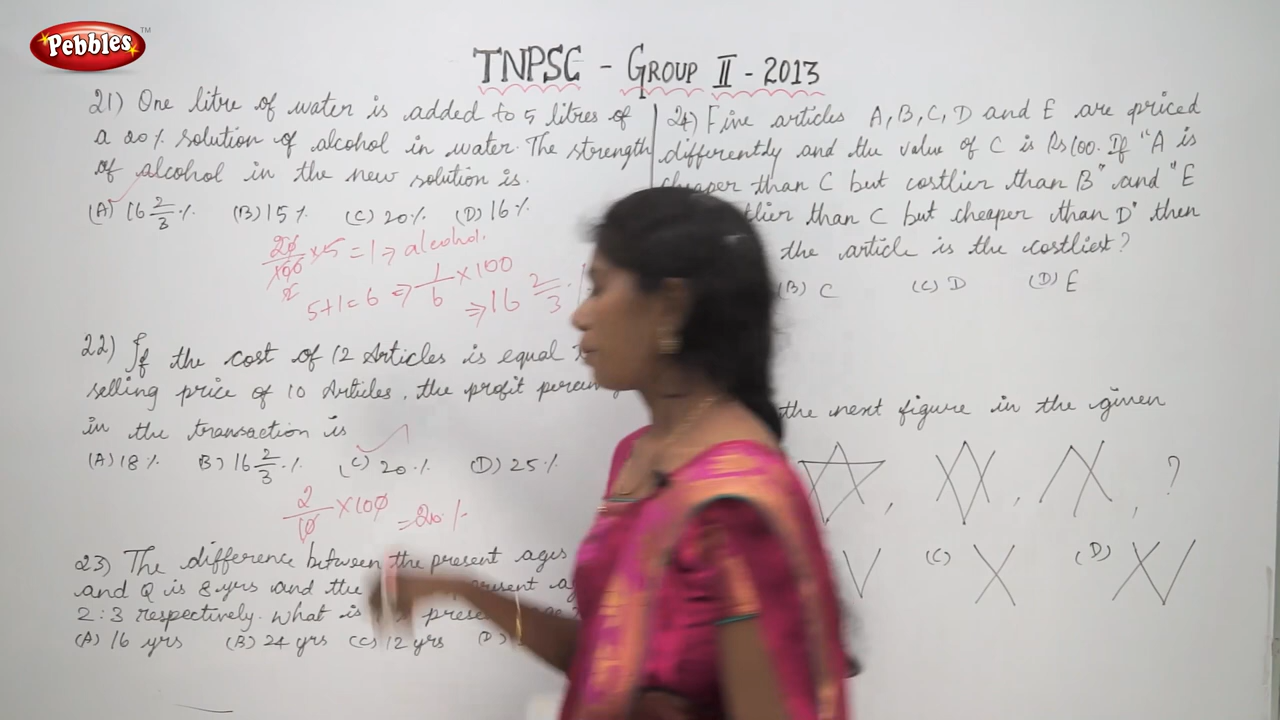 Pebbles TM
TNPSC - GROUP II - 2013
21) One litre of water is added to 5 litres of
a 20% solution of alcohol in water. The strength
of alcohol in the new solution is.
(A) 16 2/3 % (B) 15 % (C) 20% (D) 16 %
20/100 × 5 = 1 ⇒ alcohol.
5+1=6 ⇒ 1/6 × 100
⇒ 16 2/3 %
22) If the cost of 12 Articles is equal
selling price of 10 Articles, the profit
in the transaction is
(A) 18 % B) 16 2/3 % (C) 20 % (D) 25 %
2/10 × 100 = 20 %
23) The difference between the present ages
and Q is 8 yrs and the present
2:3 respectively. What is
(A) 16 yrs (B) 24 yrs (C) 12 yrs (D)
24) Five articles A, B, C, D and E are priced
differently and the value of C is Rs 100. If "A is
cheaper than C but costlier than B" and "E
than C but cheaper than D" then
the article is the costliest?
(B) C (C) D (D) E
the next figure in the given
, , , ?
(C) (D)